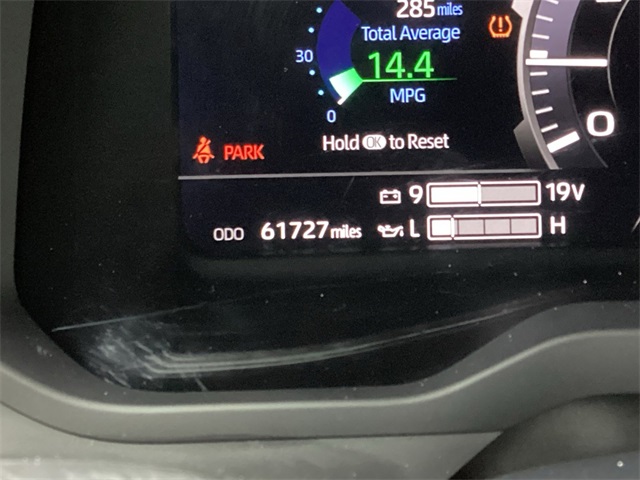 285 miles
Total Average
30
14.4
MPG
0
Hold OK to Reset
0
PARK
9 19V
ODO 61727 miles L H